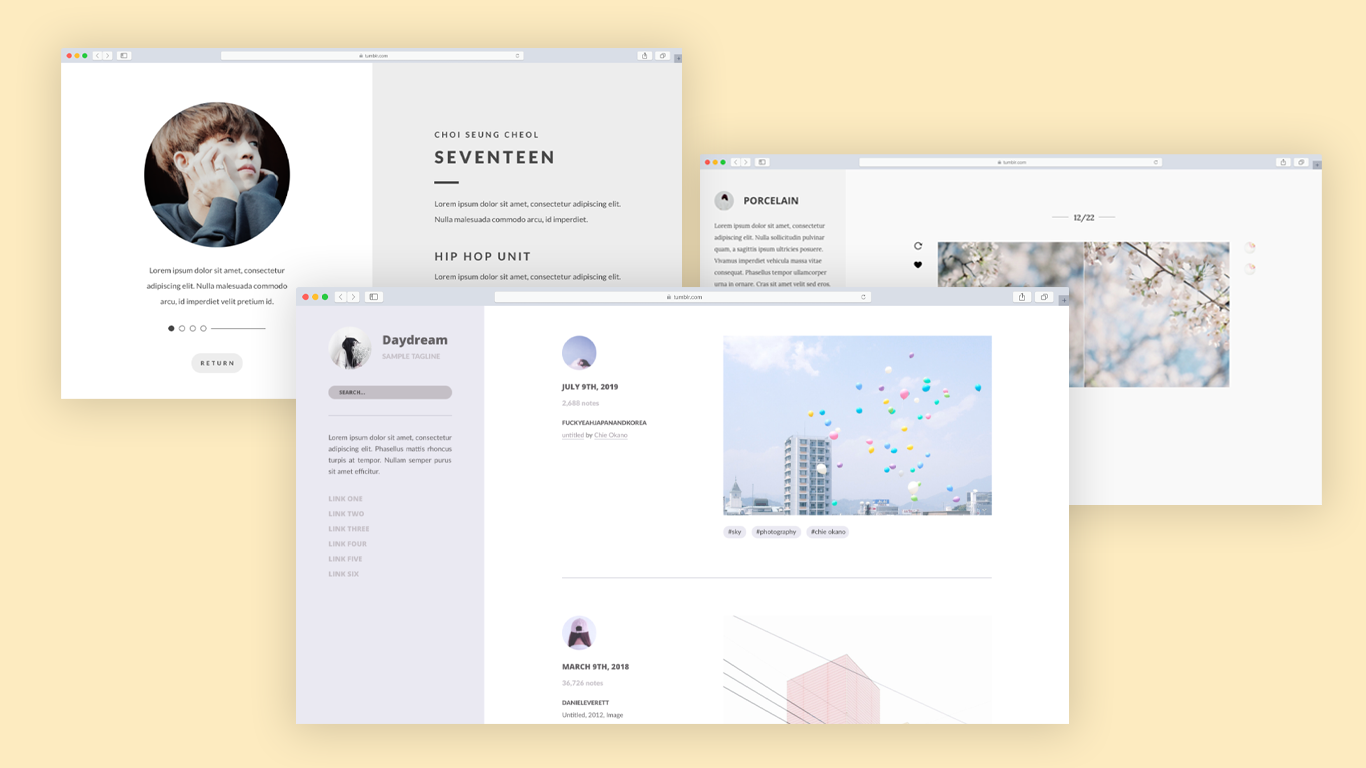 tumblr.com
Lorem ipsum dolor sit amet, consectetur
adipiscing elit. Nulla malesuada commodo
arcu, id imperdiet velit pretium id.
RETURN
CHOI SEUNG CHEOL
SEVENTEEN
Lorem ipsum dolor sit amet, consectetur adipiscing elit.
Nulla malesuada commodo arcu, id imperdiet.
HIP HOP UNIT
Lorem ipsum dolor sit amet, consectetur adipiscing elit.
tumblr.com
PORCELAIN
Lorem ipsum dolor sit amet, consectetur
adipiscing elit. Nulla sollicitudin pulvinar
quam, a sagittis ipsum ultricies posuere.
Vivamus imperdiet vehicula massa vitae
consequat. Phasellus tempor ullamcorper
urna in ornare. Cras sit amet velit sed eros.
12/22
tumblr.com
Daydream
SAMPLE TAGLINE
SEARCH...
Lorem ipsum dolor sit amet, consectetur
adipiscing elit. Phasellus mattis rhoncus
turpis at tempor. Nullam semper purus
sit amet efficitur.
LINK ONE
LINK TWO
LINK THREE
LINK FOUR
LINK FIVE
LINK SIX
JULY 9TH, 2019
2,688 notes
FUCKYEAHJAPANANDKOREA
untitled by Chie Okano
#sky #photography #chie okano
MARCH 9TH, 2018
36,726 notes
DANIELEVERETT
Untitled, 2012, Image